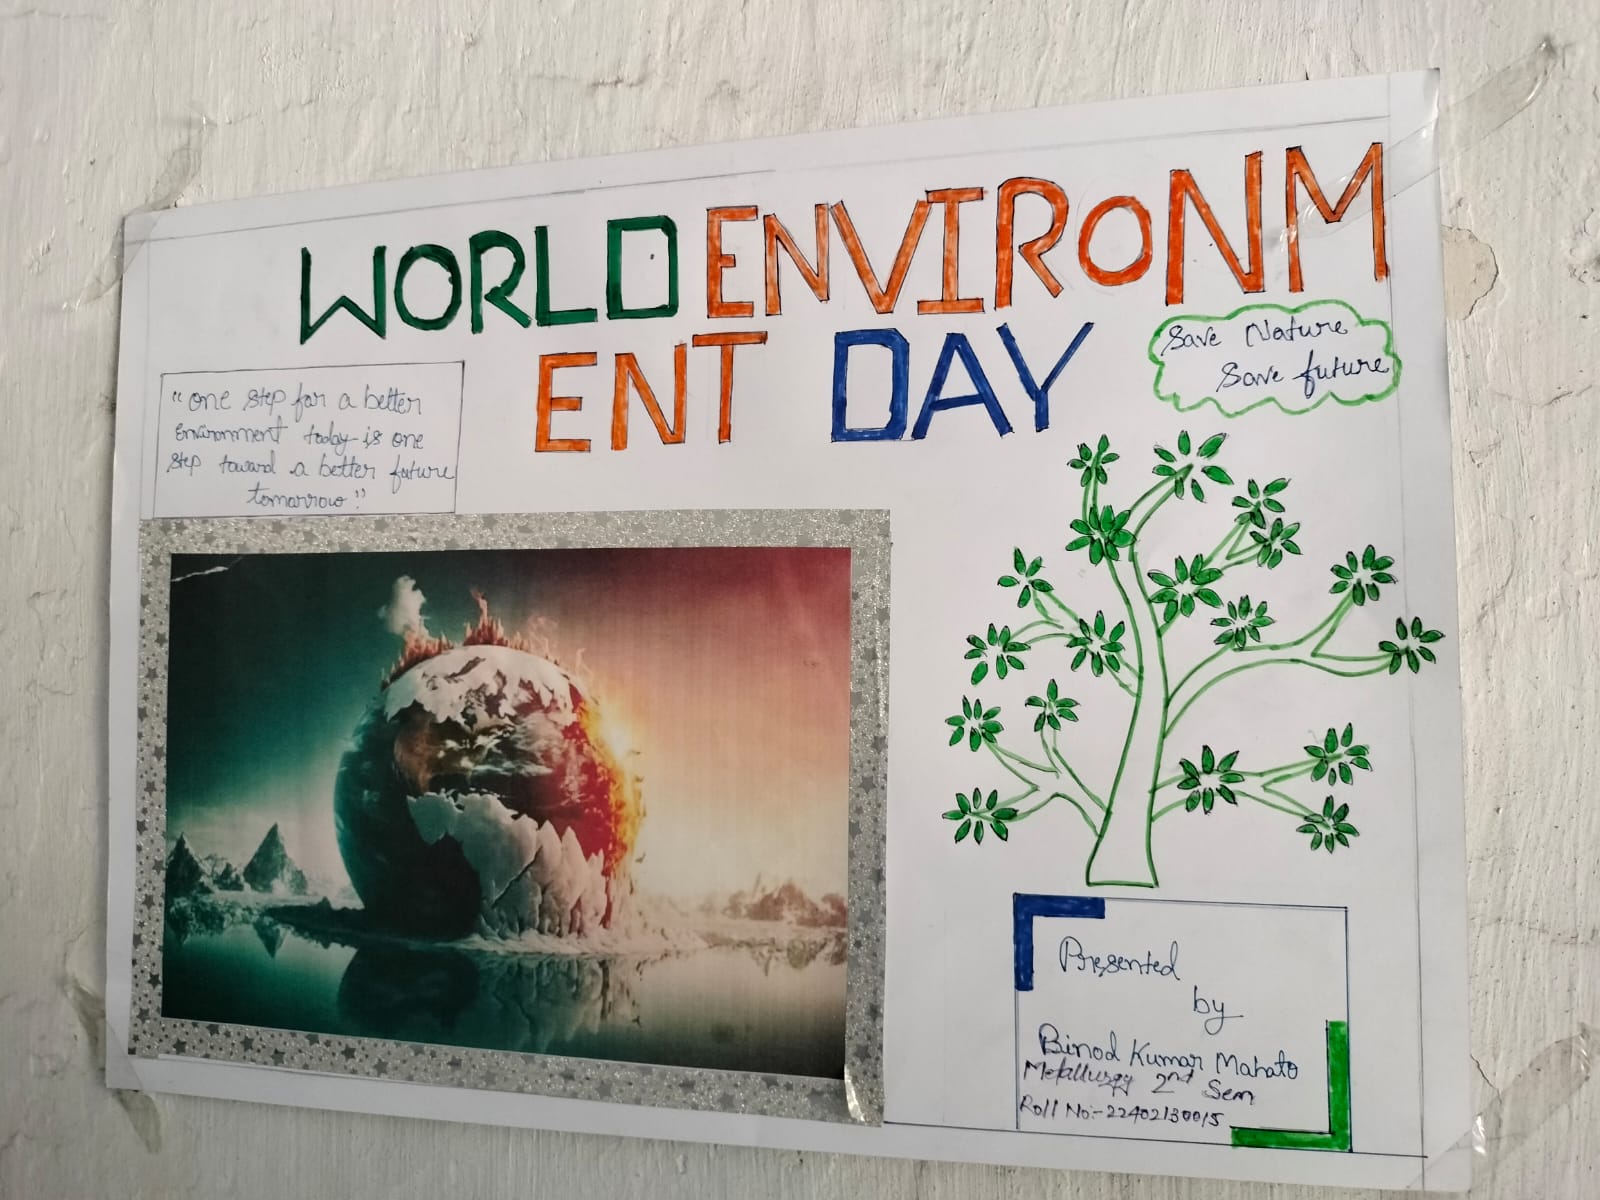 WORLD ENVIRONM
ENT DAY
Save Nature
Save future
"one step for a better
environment today is one
step toward a better future
tomarrow"
Presented
by
Binod Kumar Mahato
Metallurgy 2nd Sem
Roll No:-22402130015